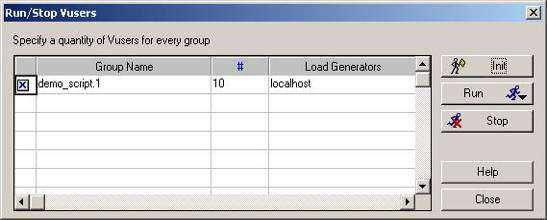 Run/Stop Vusers
Specify a quantity of Vusers for every group
Group Name # Load Generators
demo_script.1 10 localhost
Init
Run
Stop
Help
Close